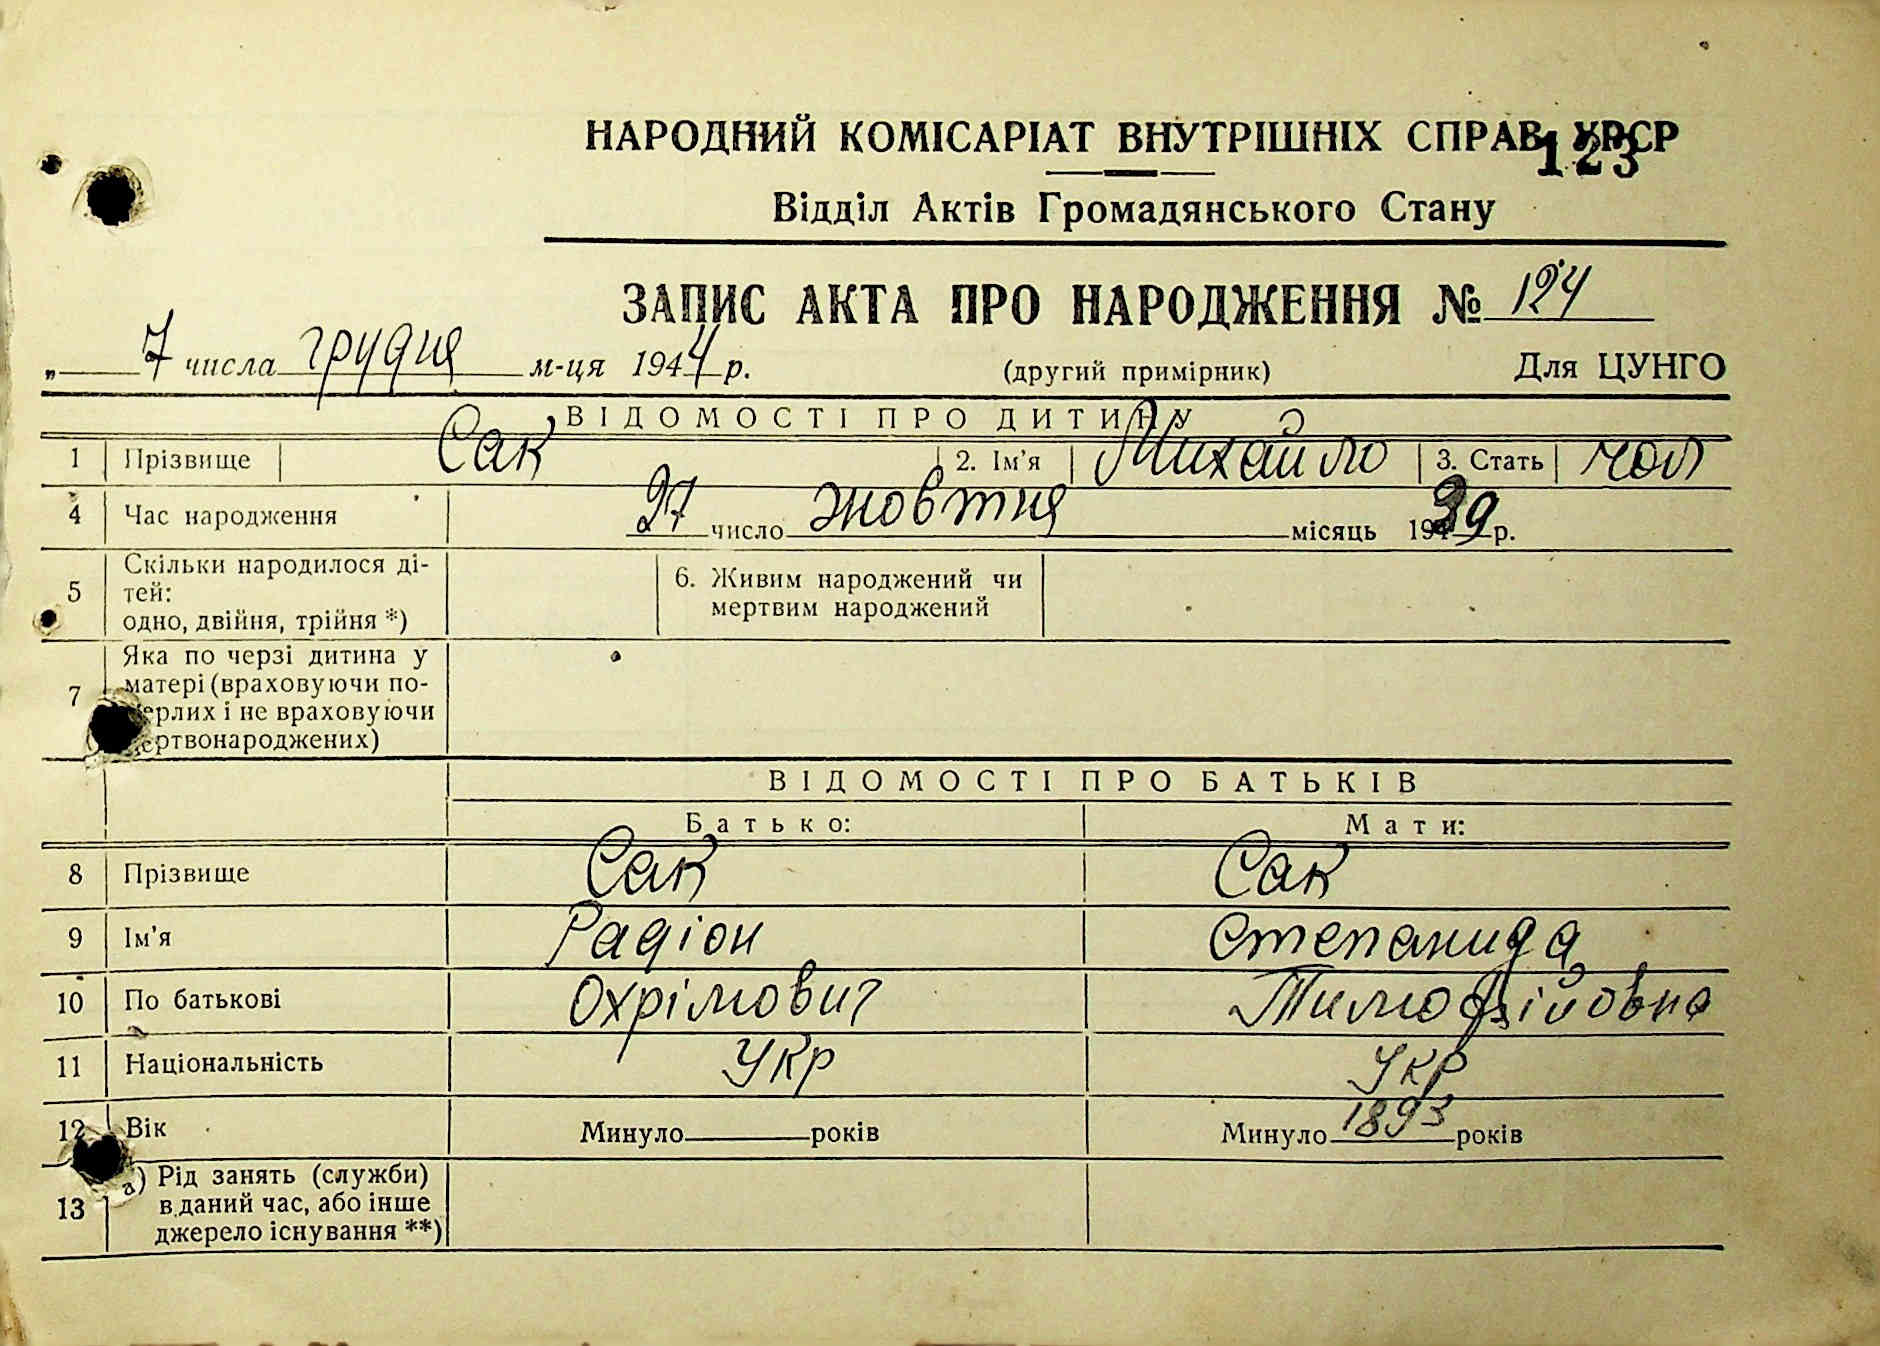 НАРОДНИЙ КОМІСАРІАТ ВНУТРІШНІХ СПРАВ УРСР
123
Відділ Актів Громадянського Стану
ЗАПИС АКТА ПРО НАРОДЖЕННЯ № 124
„ 7 числа грудня м-ця 1944 р. (другий примірник) Для ЦУНГО
ВІДОМОСТІ ПРО ДИТИНУ
1 Прізвище Сак 2. Ім'я Михайло 3. Стать чол
4 Час народження 27 число жовтня місяць 1939 р.
5 Скільки народилося ді-
тей:
одно, двійня, трійня *)
6. Живим народжений чи
мертвим народжений
7 Яка по черзі дитина у
матері (враховуючи по-
мерлих і не враховуючи
мертвонароджених)
ВІДОМОСТІ ПРО БАТЬКІВ
Батько: Мати:
8 Прізвище Сак Сак
9 Ім'я Радіон Степанида
10 По батькові Охрімович Тимофійовна
11 Національність Укр Укр
12 Вік Минуло років Минуло 1893 років
13 а) Рід занять (служби)
в даний час, або інше
джерело існування **)